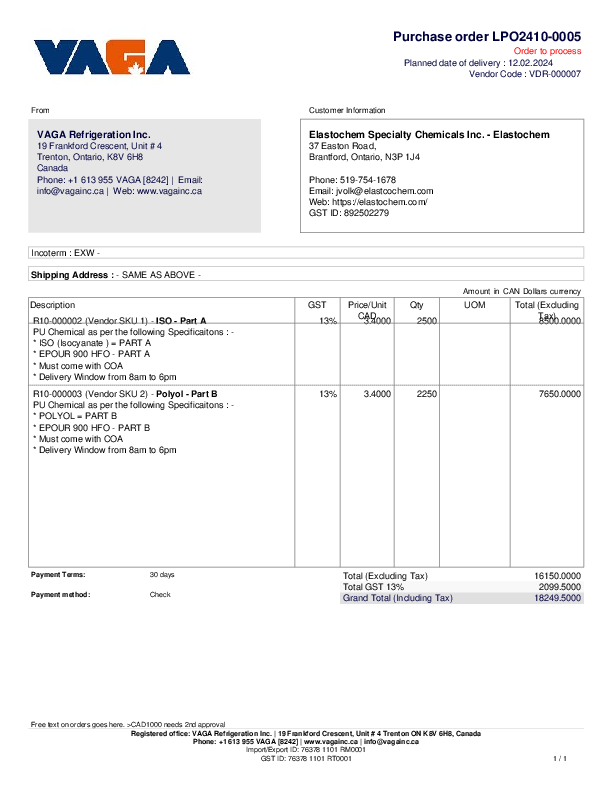 VAGA
Purchase order LPO2410-0005
Order to process
Planned date of delivery : 12.02.2024
Vendor Code : VDR-000007
From
Customer Information
VAGA Refrigeration Inc.
19 Frankford Crescent, Unit # 4
Trenton, Ontario, K8V 6H8
Canada
Phone: +1 613 955 VAGA [8242] | Email:
info@vagainc.ca | Web: www.vagainc.ca
Elastochem Specialty Chemicals Inc. - Elastochem
37 Easton Road,
Brantford, Ontario, N3P 1J4
Phone: 519-754-1678
Email: jvolk@elastcochem.com
Web: https://elastochem.com/
GST ID: 892502279
Incoterm : EXW -
Shipping Address : - SAME AS ABOVE -
Amount in CAN Dollars currency
Description GST Price/Unit CAD Qty UOM Total (Excluding Tax)
R10-000002 (Vendor SKU 1) - ISO - Part A 13% 3.4000 2500 8500.0000
PU Chemical as per the following Specificaitons : -
* ISO (Isocyanate ) = PART A
* EPOUR 900 HFO - PART A
* Must come with COA
* Delivery Window from 8am to 6pm
R10-000003 (Vendor SKU 2) - Polyol - Part B 13% 3.4000 2250 7650.0000
PU Chemical as per the following Specificaitons : -
* POLYOL = PART B
* EPOUR 900 HFO - PART B
* Must come with COA
* Delivery Window from 8am to 6pm
Payment Terms: 30 days
Payment method: Check
Total (Excluding Tax) 16150.0000
Total GST 13% 2099.5000
Grand Total (Including Tax) 18249.5000
Free text on orders goes here. >CAD1000 needs 2nd approval
Registered office: VAGA Refrigeration Inc. | 19 Frankford Crescent, Unit # 4 Trenton ON K8V 6H8, Canada
Phone: +1 613 955 VAGA [8242] | www.vagainc.ca | info@vagainc.ca
Import/Export ID: 76378 1101 RM0001
GST ID: 76378 1101 RT0001
1 / 1